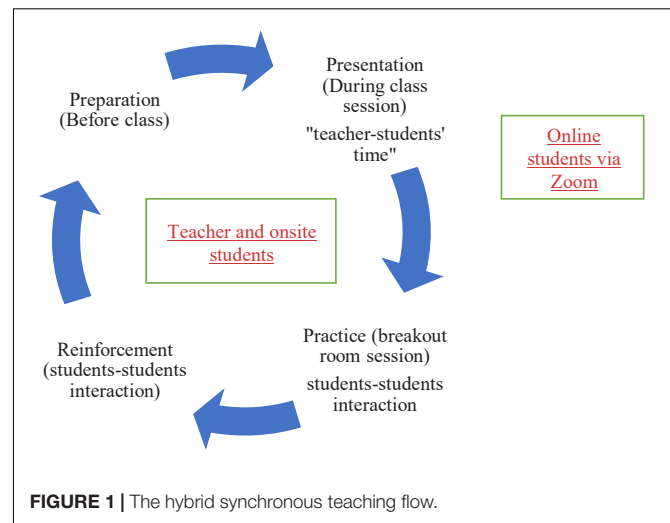 Preparation
(Before class)
Presentation
(During class
session)
"teacher-students'
time"
Online
students via
Zoom
Teacher and onsite
students
Practice (breakout
room session)
students-students
interaction
Reinforcement
(students-students
interaction)
FIGURE 1 | The hybrid synchronous teaching flow.